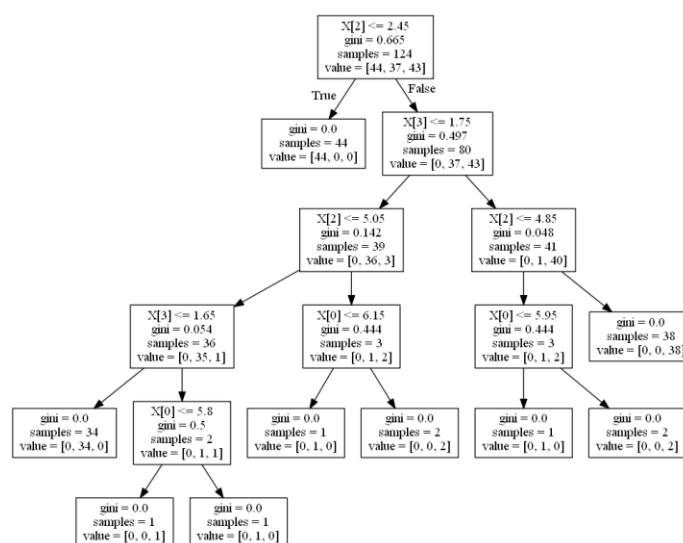 X[2] <= 2.45
gini = 0.665
samples = 124
value = [44, 37, 43]
True
False
gini = 0.0
samples = 44
value = [44, 0, 0]
X[3] <= 1.75
gini = 0.497
samples = 80
value = [0, 37, 43]
X[2] <= 5.05
gini = 0.142
samples = 39
value = [0, 36, 3]
X[2] <= 4.85
gini = 0.048
samples = 41
value = [0, 1, 40]
X[3] <= 1.65
gini = 0.054
samples = 36
value = [0, 35, 1]
X[0] <= 6.15
gini = 0.444
samples = 3
value = [0, 1, 2]
X[0] <= 5.95
gini = 0.444
samples = 3
value = [0, 1, 2]
gini = 0.0
samples = 38
value = [0, 0, 38]
gini = 0.0
samples = 34
value = [0, 34, 0]
X[0] <= 5.8
gini = 0.5
samples = 2
value = [0, 1, 1]
gini = 0.0
samples = 1
value = [0, 1, 0]
gini = 0.0
samples = 2
value = [0, 0, 2]
gini = 0.0
samples = 1
value = [0, 1, 0]
gini = 0.0
samples = 2
value = [0, 0, 2]
gini = 0.0
samples = 1
value = [0, 0, 1]
gini = 0.0
samples = 1
value = [0, 1, 0]